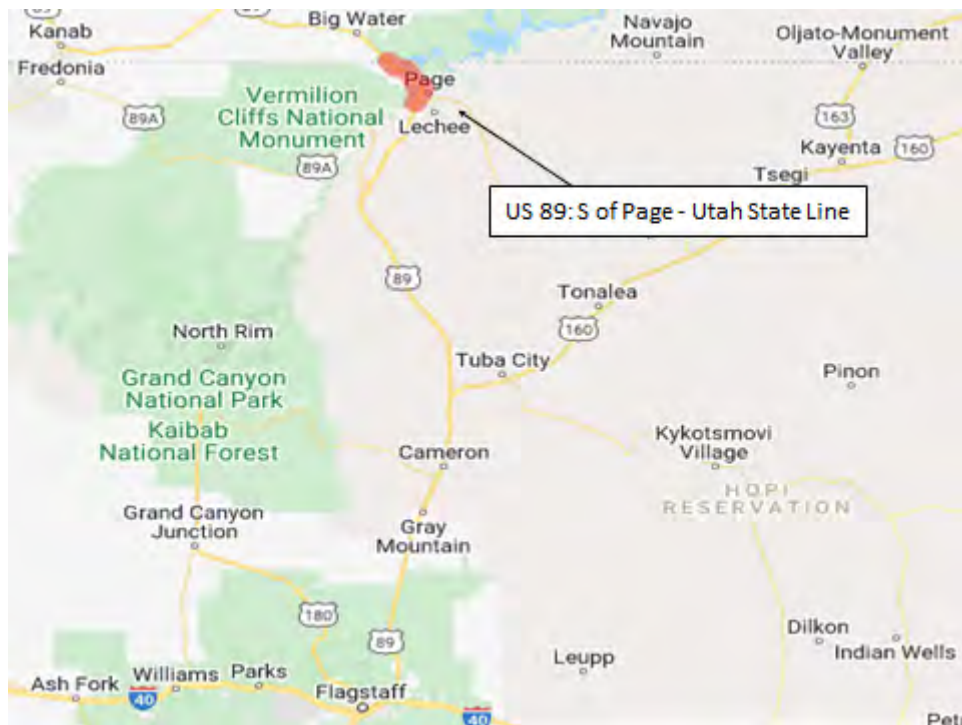 89
89
Big Water
Kanab
Navajo
Mountain
Oljato-Monument
Valley
Fredonia
Page
Vermilion
Cliffs National
Monument
89A
Lechee
163
160
Kayenta
89A
Tsegi
US 89: S of Page - Utah State Line
89
Tonalea
160
North Rim
Tuba City
Pinon
Grand Canyon
National Park
Kaibab
National Forest
Kykotsmovi
Village
Cameron
HOPI
RESERVATION
Grand Canyon
Junction
Gray
Mountain
180
89
Dilkon
Indian Wells
Leupp
Williams
Parks
Ash Fork
40
Flagstaff
40
Pet